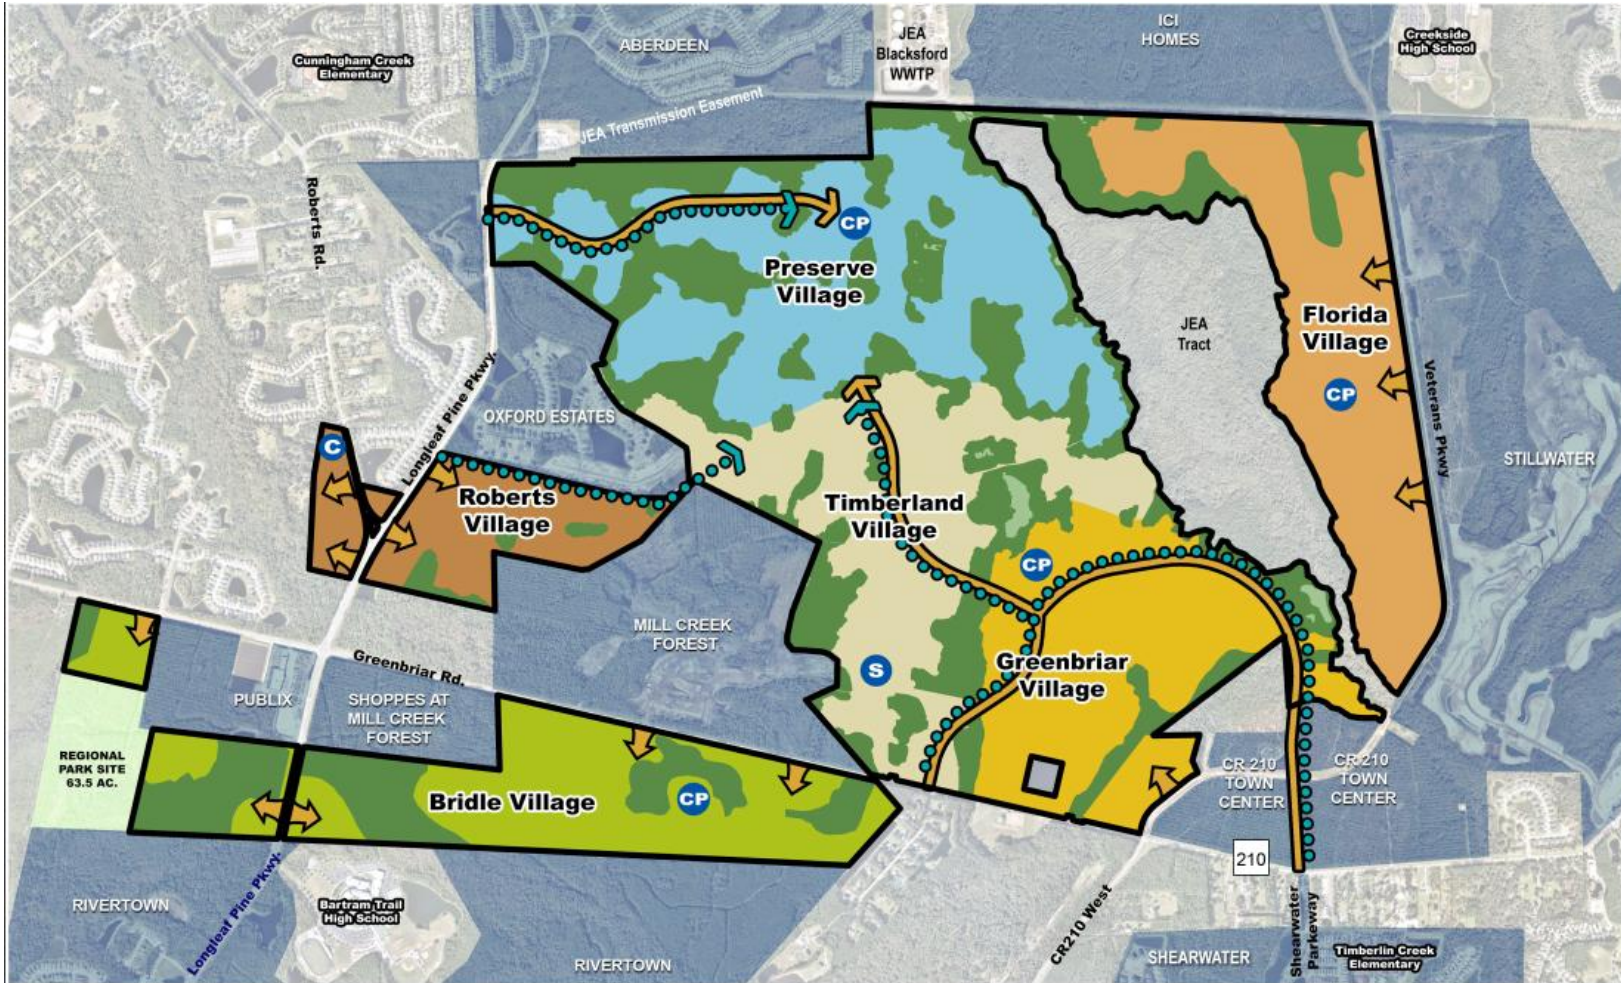 ICI
HOMES
JEA
Blacksford
WWTP
Creekside
High School
ABERDEEN
Cunningham Creek
Elementary
JEA Transmission Easement
Roberts Rd.
CP
Preserve
Village
JEA
Tract
Florida
Village
CP
Veterans Pkwy
Longleaf Pine Pkwy.
OXFORD ESTATES
C
STILLWATER
Roberts
Village
Timberland
Village
CP
MILL CREEK
FOREST
Greenbriar Rd.
S
Greenbriar
Village
PUBLIX
SHOPPES AT
MILL CREEK
FOREST
REGIONAL
PARK SITE
63.5 AC.
CR 210
TOWN
CENTER
CR 210
TOWN
CENTER
Bridle Village
CP
210
Longleaf Pine Pkwy.
RIVERTOWN
Bartram Trail
High School
CR210 West
Shearwater
Parkeway
RIVERTOWN
SHEARWATER
Timberlin Creek
Elementary